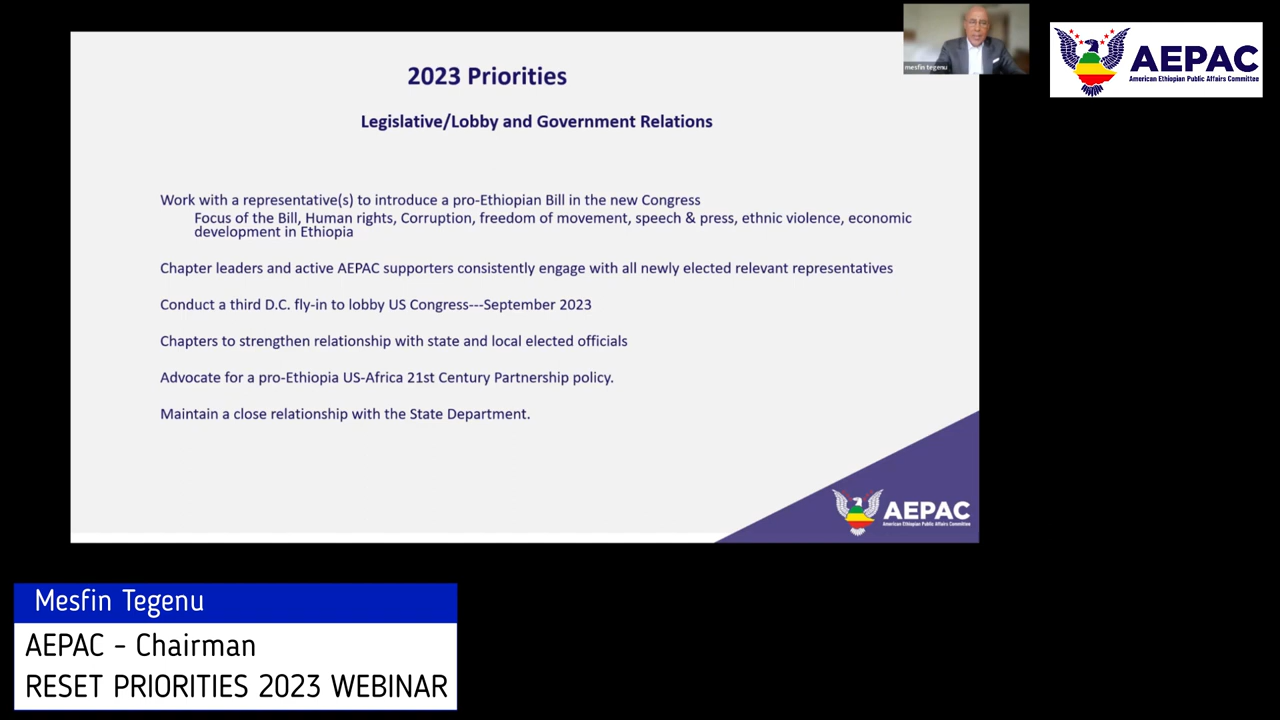 2023 Priorities
Legislative/Lobby and Government Relations
Work with a representative(s) to introduce a pro-Ethiopian Bill in the new Congress
Focus of the Bill, Human rights, Corruption, freedom of movement, speech & press, ethnic violence, economic
development in Ethiopia
Chapter leaders and active AEPAC supporters consistently engage with all newly elected relevant representatives
Conduct a third D.C. fly-in to lobby US Congress---September 2023
Chapters to strengthen relationship with state and local elected officials
Advocate for a pro-Ethiopia US-Africa 21st Century Partnership policy.
Maintain a close relationship with the State Department.
AEPAC
American Ethiopian Public Affairs Committee
mesfin tegenu
AEPAC
American Ethiopian Public Affairs Committee
Mesfin Tegenu
AEPAC - Chairman
RESET PRIORITIES 2023 WEBINAR